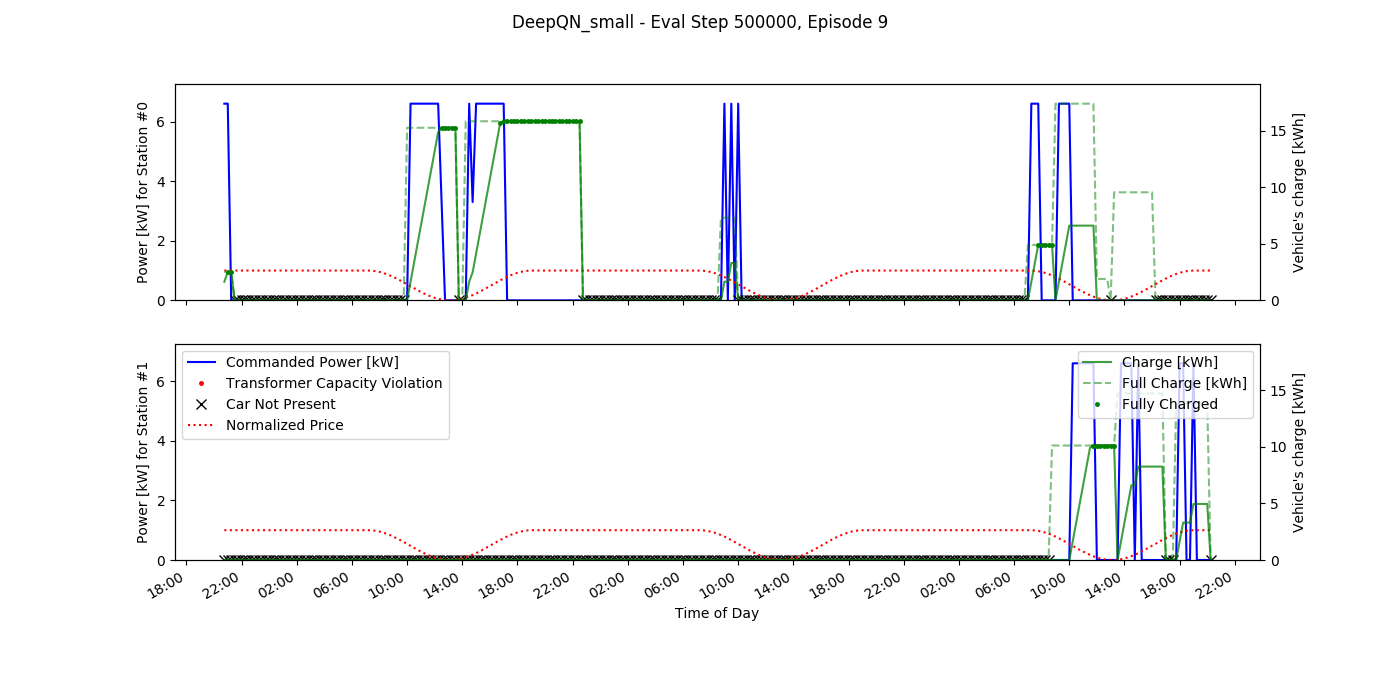 DeepQN_small - Eval Step 500000, Episode 9
Power [kW] for Station #0
0
2
4
6
0
5
10
15
Vehicle's charge [kWh]
Power [kW] for Station #1
0
2
4
6
Commanded Power [kW]
Transformer Capacity Violation
Car Not Present
Normalized Price
Charge [kWh]
Full Charge [kWh]
Fully Charged
0
5
10
15
Vehicle's charge [kWh]
18:00
22:00
02:00
06:00
10:00
14:00
18:00
22:00
02:00
06:00
10:00
14:00
18:00
22:00
02:00
06:00
10:00
14:00
18:00
22:00
Time of Day